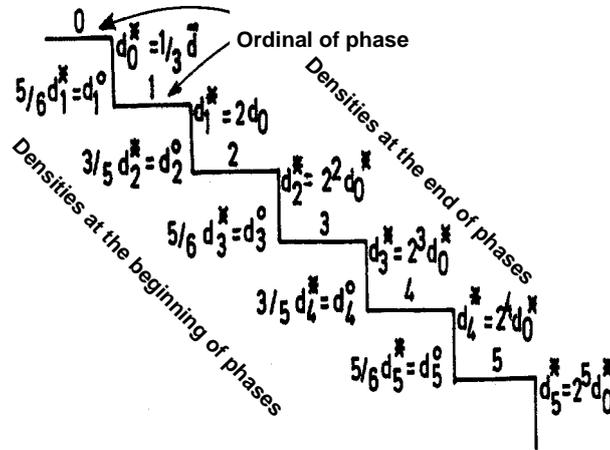 0
d₀* = 1/3 d̄
Ordinal of phase
5/6 d₁* = d₁°
1
d₁* = 2d₀
Densities at the end of phases
Densities at the beginning of phases
3/5 d₂* = d₂°
2
d₂* = 2² d₀*
5/6 d₃* = d₃°
3
d₃* = 2³ d₀*
3/5 d₄* = d₄°
4
d₄* = 2⁴ d₀*
5/6 d₅* = d₅°
5
d₅* = 2⁵ d₀*